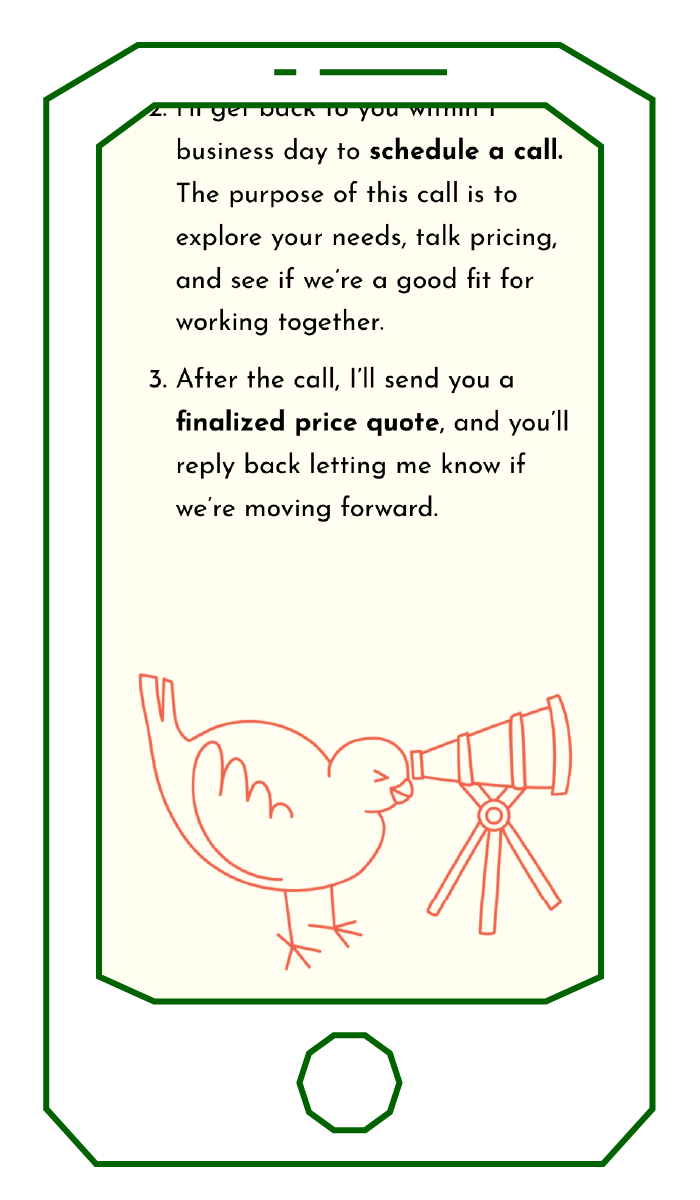 2. I'll get back to you within 1
business day to schedule a call.
The purpose of this call is to
explore your needs, talk pricing,
and see if we're a good fit for
working together.
3. After the call, I'll send you a
finalized price quote, and you'll
reply back letting me know if
we're moving forward.